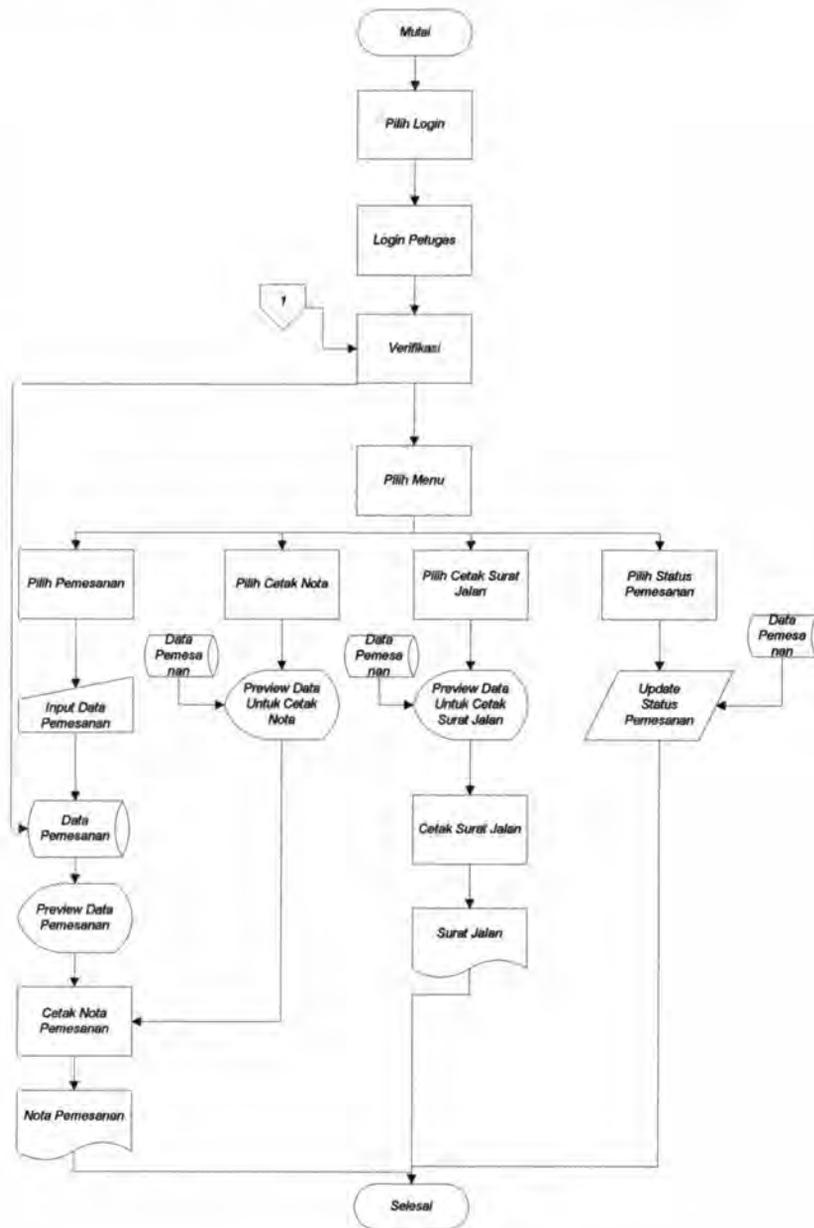 Mulai
Pilih Login
Login Petugas
1
Verifikasi
Pilih Menu
Pilih Pemesanan
Pilih Cetak Nota
Pilih Cetak Surat
Jalan
Pilih Status
Pemesanan
Data
Pemesa
nan
Data
Pemesa
nan
Data
Pemesa
nan
Input Data
Pemesanan
Preview Data
Untuk Cetak
Nota
Preview Data
Untuk Cetak
Surat Jalan
Update
Status
Pemesanan
Data
Pemesanan
Cetak Surat Jalan
Preview Data
Pemesanan
Surat Jalan
Cetak Nota
Pemesanan
Nota Pemesanan
Selesai